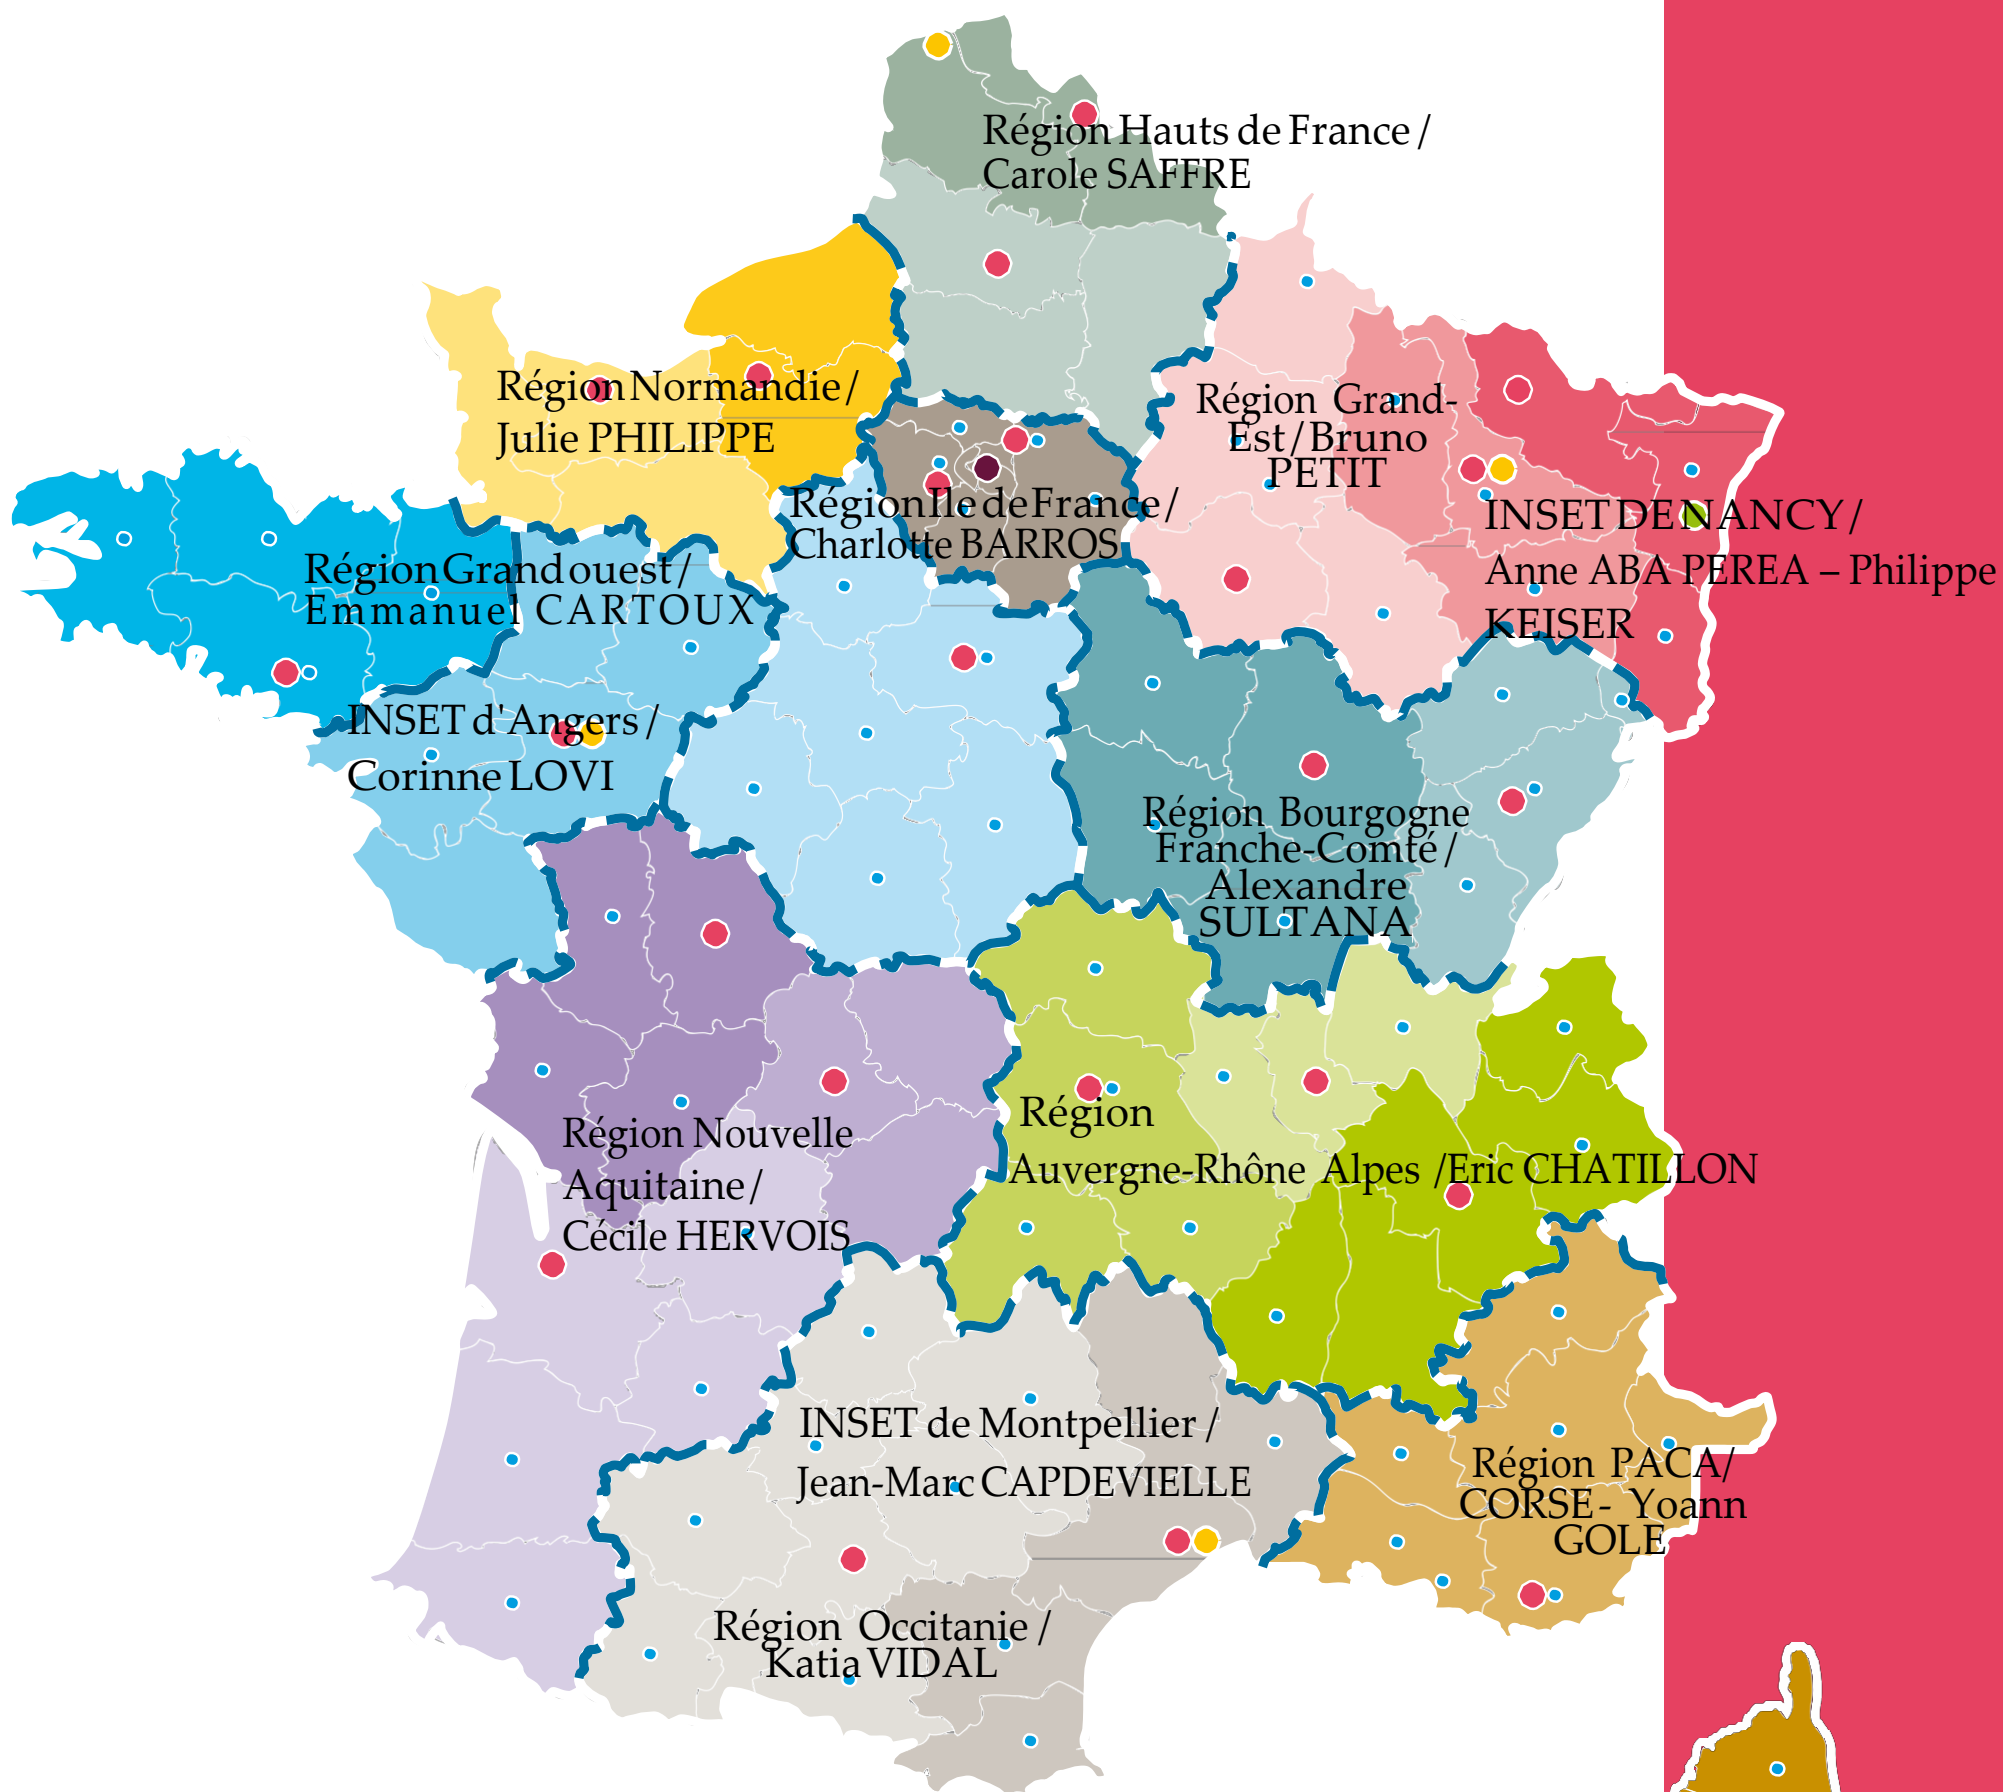 Région Hauts de France /
Carole SAFFRE
Région Normandie /
Julie PHILIPPE
Région Grand-
Est/Bruno
PETIT
Région Ile de France /
Charlotte BARROS
INSET DE NANCY /
Anne ABA PEREA – Philippe
KEISER
Région Grand ouest /
Emmanuel CARTOUX
INSET d'Angers /
Corinne LOVI
Région Bourgogne
Franche-Comté /
Alexandre
SULTANA
Région Nouvelle
Aquitaine /
Cécile HERVOIS
Région
Auvergne-Rhône Alpes /Eric CHATILLON
INSET de Montpellier /
Jean-Marc CAPDEVIELLE
Région PACA/
CORSE- Yoann
GOLE
Région Occitanie /
Katia VIDAL